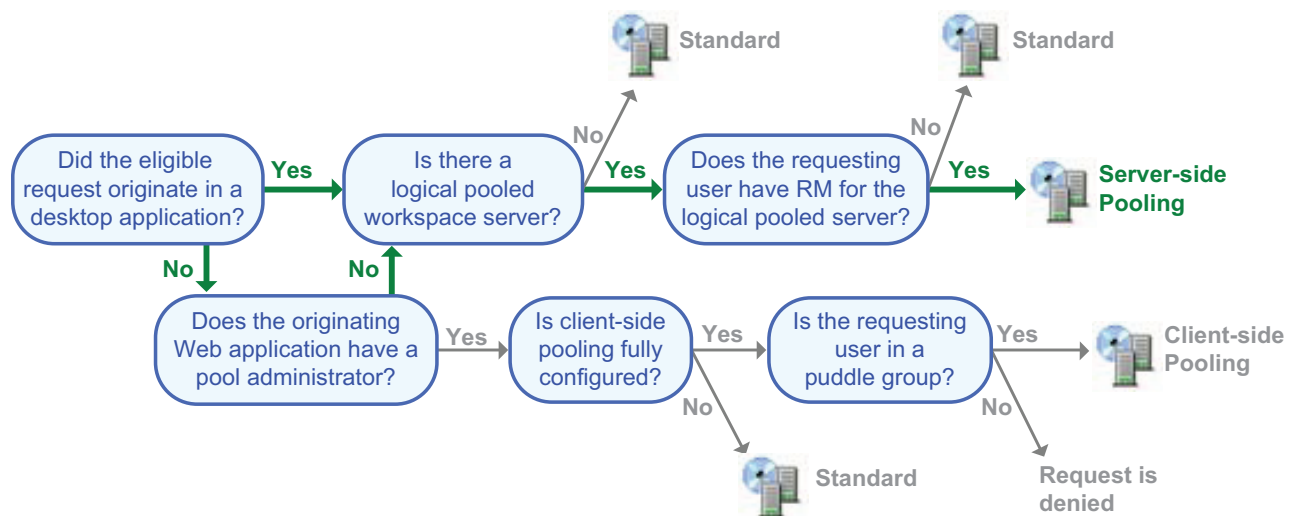 Standard
Standard
No
No
Did the eligible
request originate in a
desktop application?
Yes
Is there a
logical pooled
workspace server?
Yes
Does the requesting
user have RM for the
logical pooled server?
Yes
Server-side
Pooling
No
No
Does the originating
Web application have a
pool administrator?
Yes
Is client-side
pooling fully
configured?
Yes
Is the requesting
user in a
puddle group?
Yes
Client-side
Pooling
No
No
Standard
Request is
denied